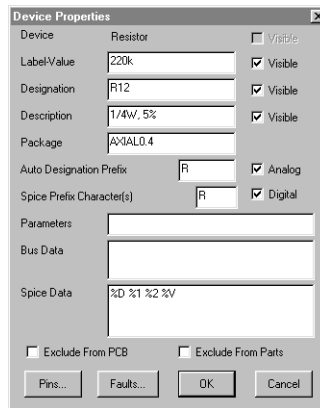 Device Properties
Device Resistor Visible
Label-Value 220k Visible
Designation R12 Visible
Description 1/4W, 5% Visible
Package AXIAL0.4
Auto Designation Prefix R Analog
Spice Prefix Character(s) R Digital
Parameters
Bus Data
Spice Data %D %1 %2 %V
Exclude From PCB Exclude From Parts
Pins... Faults... OK Cancel